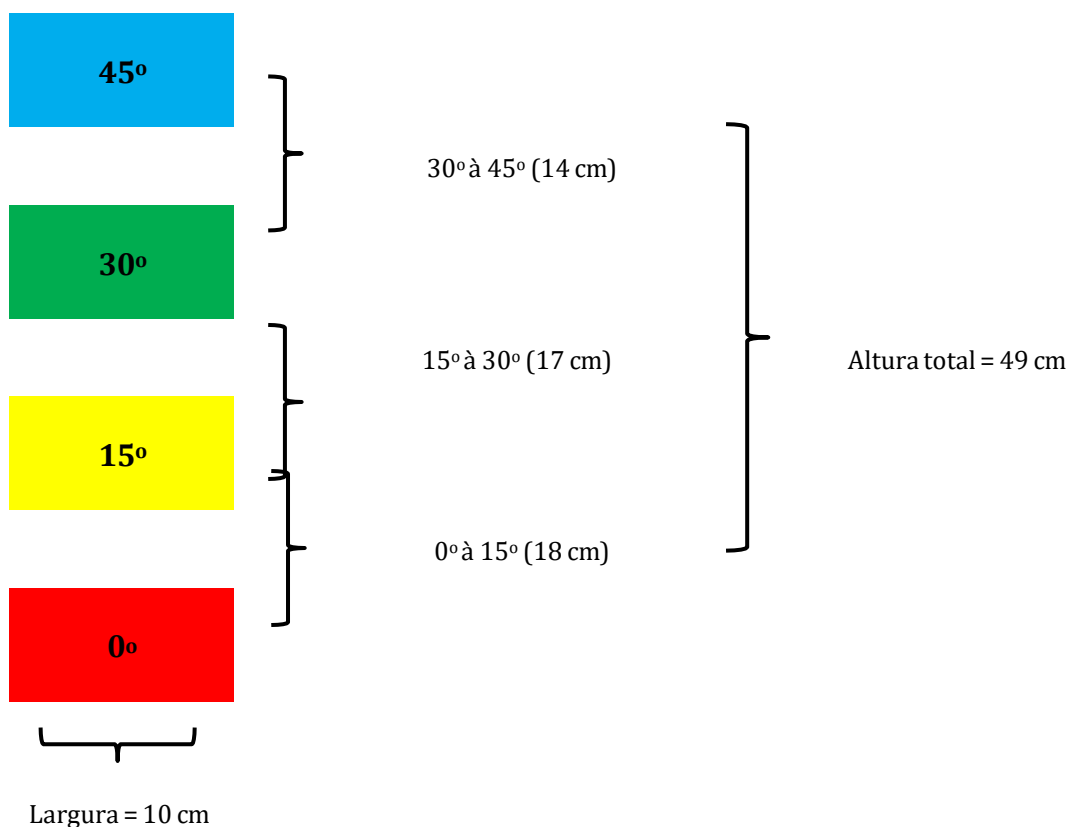 45º
30º à 45º (14 cm)
30º
15º à 30º (17 cm)
Altura total = 49 cm
15º
0º à 15º (18 cm)
0º
Largura = 10 cm